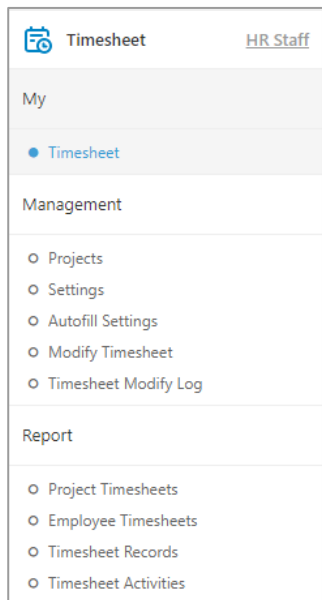 Timesheet HR Staff
My
Timesheet
Management
Projects
Settings
Autofill Settings
Modify Timesheet
Timesheet Modify Log
Report
Project Timesheets
Employee Timesheets
Timesheet Records
Timesheet Activities